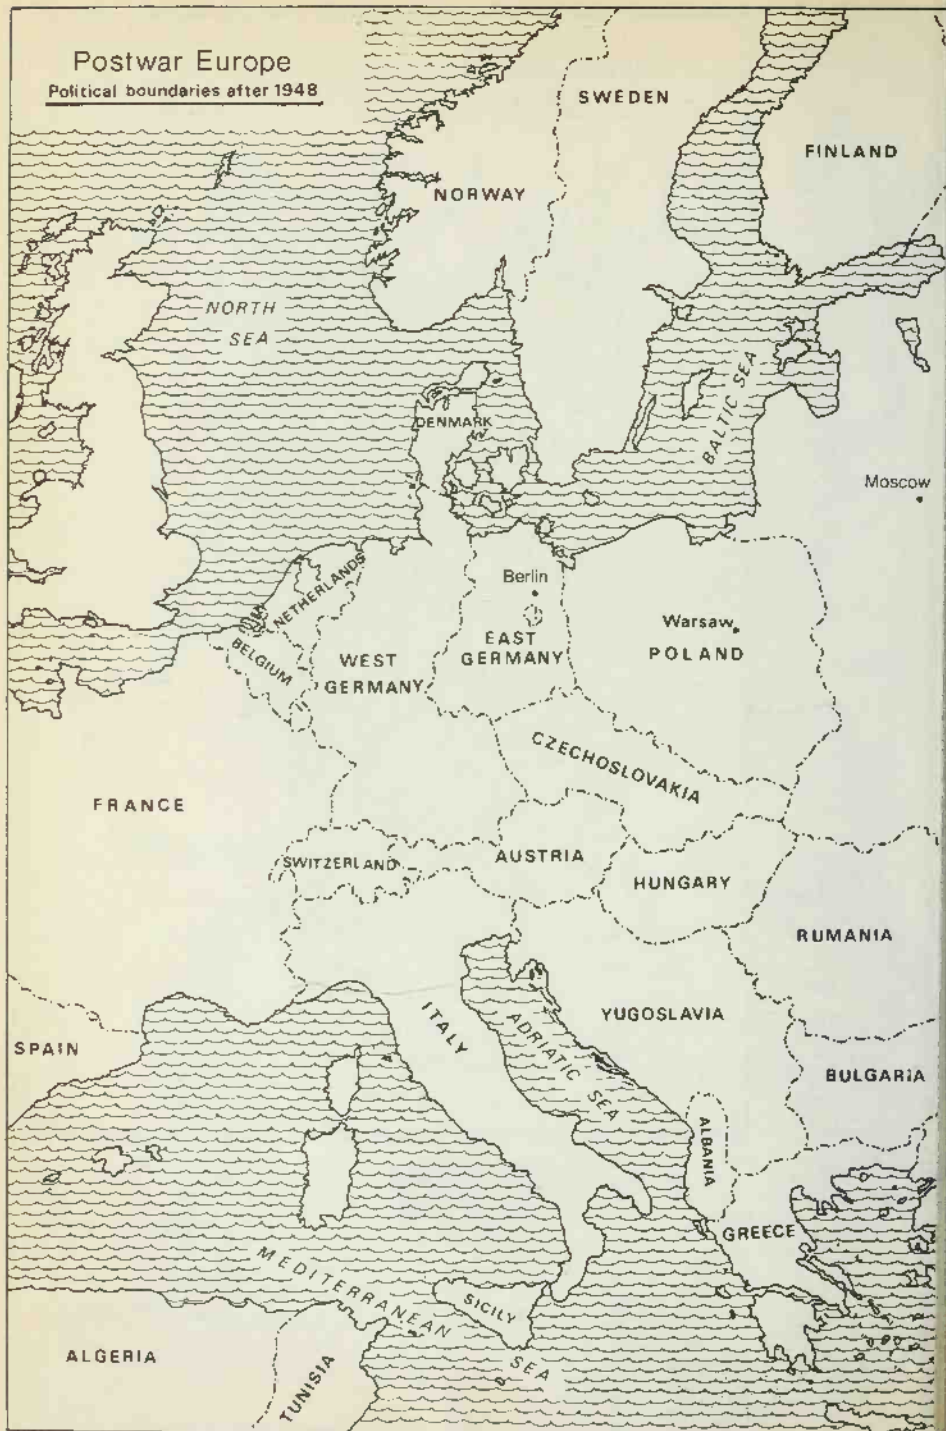 Postwar Europe
Political boundaries after 1948
SWEDEN
FINLAND
NORWAY
NORTH
SEA
BALTIC SEA
DENMARK
Moscow
NETHERLANDS
Berlin
BELGIUM
WEST
GERMANY
EAST
GERMANY
Warsaw
POLAND
CZECHOSLOVAKIA
FRANCE
SWITZERLAND
AUSTRIA
HUNGARY
RUMANIA
ITALY
ADRIATIC SEA
YUGOSLAVIA
SPAIN
BULGARIA
ALBANIA
GREECE
MEDITERRANEAN
SEA
SICILY
ALGERIA
TUNISIA